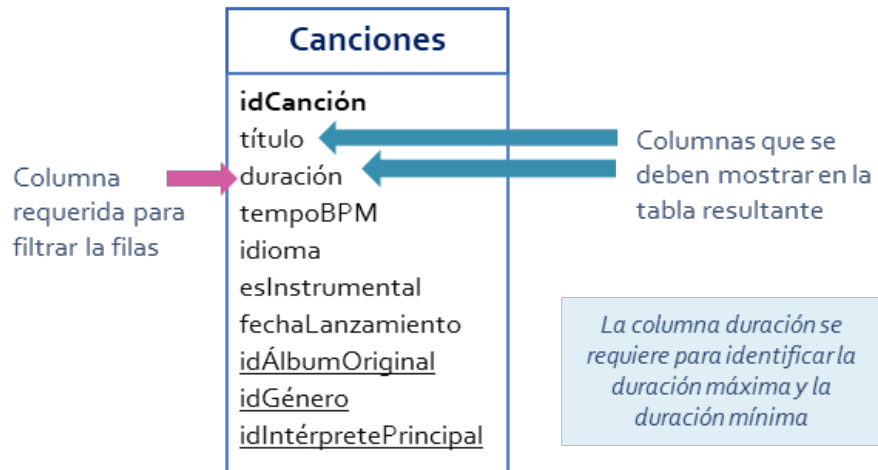 Canciones
idCanción
título
duración
tempoBPM
idioma
esInstrumental
fechaLanzamiento
idÁlbumOriginal
idGénero
idIntérpretePrincipal
Columna
requerida para
filtrar la filas
Columnas que se
deben mostrar en la
tabla resultante
La columna duración se
requiere para identificar la
duración máxima y la
duración mínima